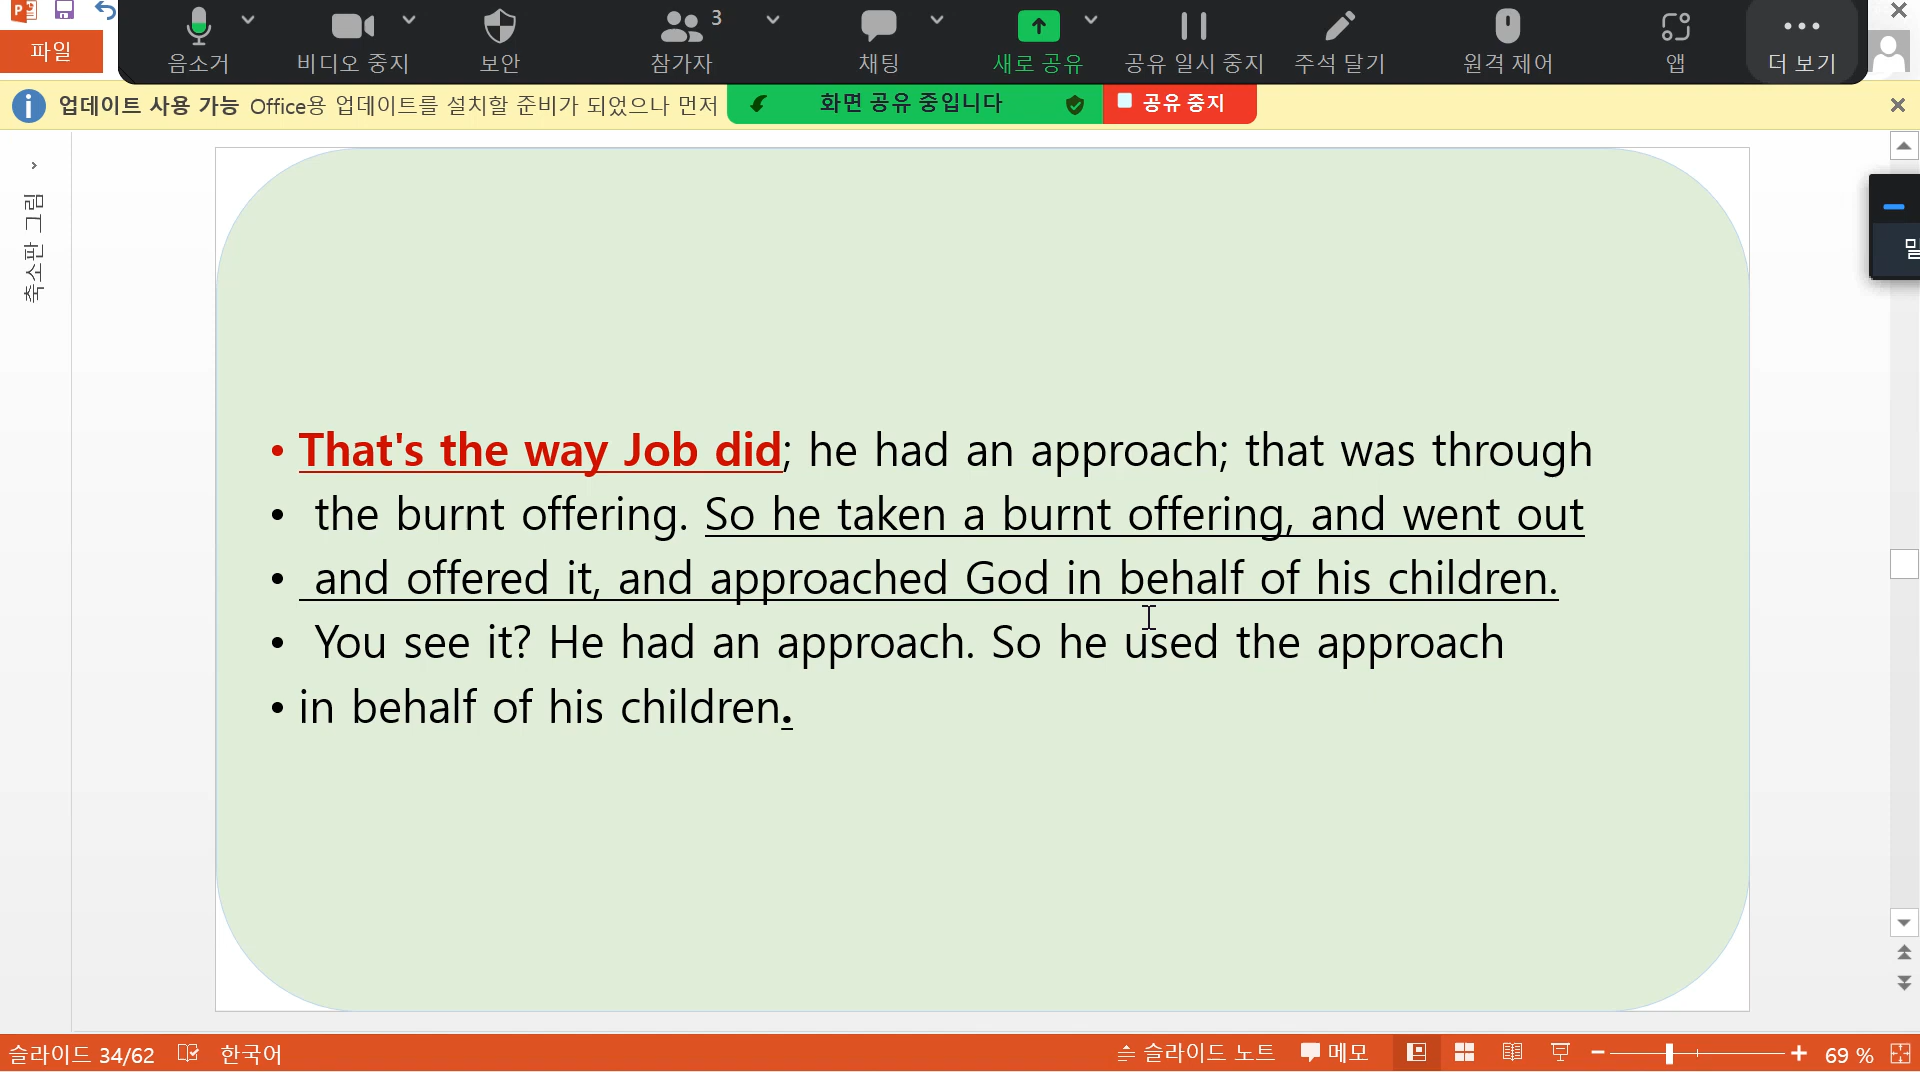 파일
음소거
비디오 중지
보안
3
참가자
채팅
새로 공유
공유 일시 중지
주석 달기
원격 제어
앱
더 보기
업데이트 사용 가능 Office용 업데이트를 설치할 준비가 되었으나 먼저
화면 공유 중입니다
공유 중지
축소판 그림
• That's the way Job did; he had an approach; that was through
• the burnt offering. So he taken a burnt offering, and went out
• and offered it, and approached God in behalf of his children.
• You see it? He had an approach. So he used the approach
• in behalf of his children.
슬라이드 34/62
한국어
슬라이드 노트
메모
69 %